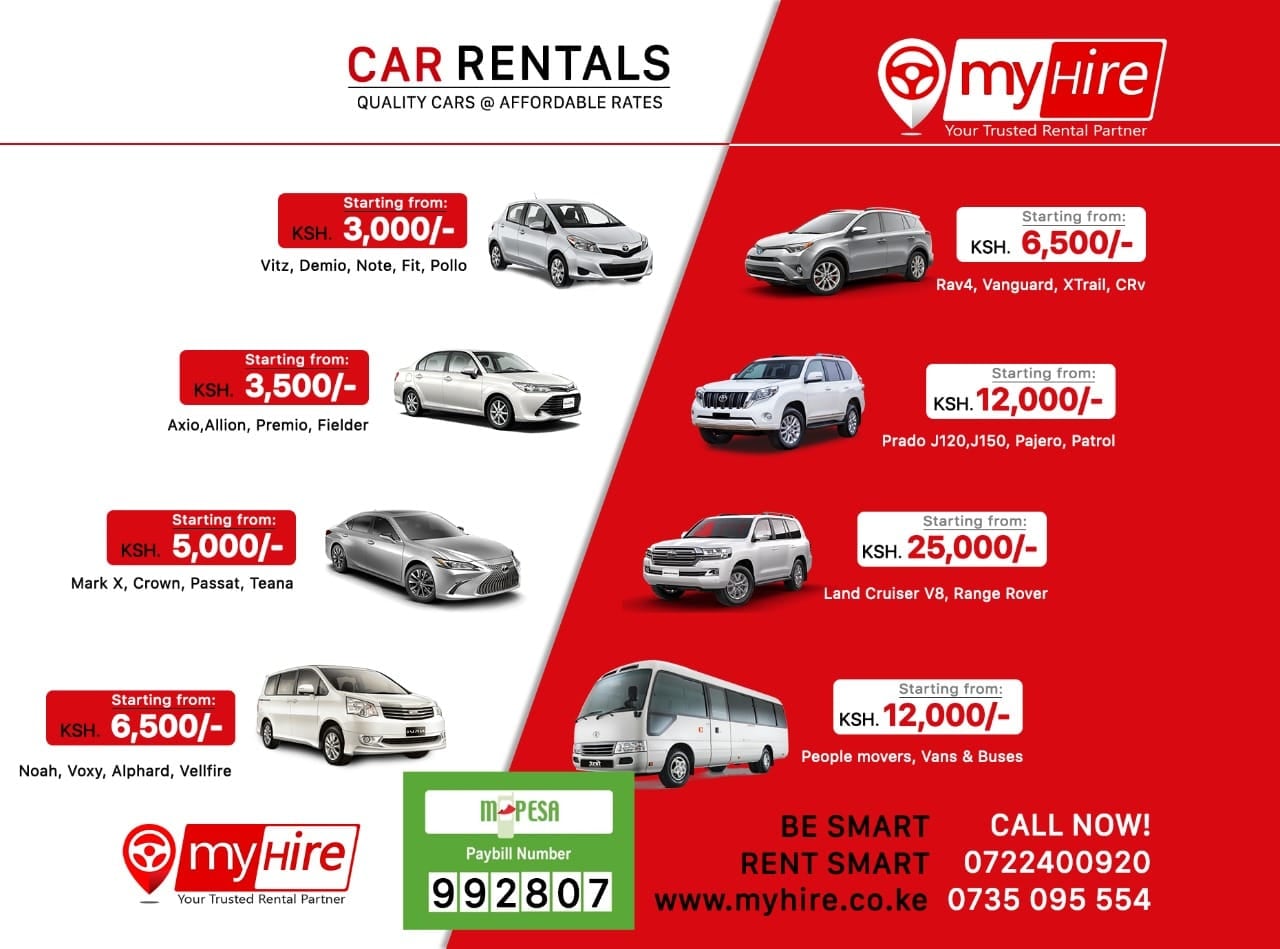 CAR RENTALS
QUALITY CARS @ AFFORDABLE RATES
myHire
Your Trusted Rental Partner
Starting from:
KSH. 3,000/-
Vitz, Demio, Note, Fit, Pollo
Starting from:
KSH. 6,500/-
Rav4, Vanguard, XTrail, CRv
Starting from:
KSH. 3,500/-
Axio,Allion, Premio, Fielder
Starting from:
KSH. 12,000/-
Prado J120,J150, Pajero, Patrol
Starting from:
KSH. 5,000/-
Mark X, Crown, Passat, Teana
Starting from:
KSH. 25,000/-
Land Cruiser V8, Range Rover
Starting from:
KSH. 6,500/-
Noah, Voxy, Alphard, Vellfire
Starting from:
KSH. 12,000/-
People movers, Vans & Buses
myHire
Your Trusted Rental Partner
M-PESA
Paybill Number
992807
BE SMART
RENT SMART
www.myhire.co.ke
CALL NOW!
0722400920
0735 095 554